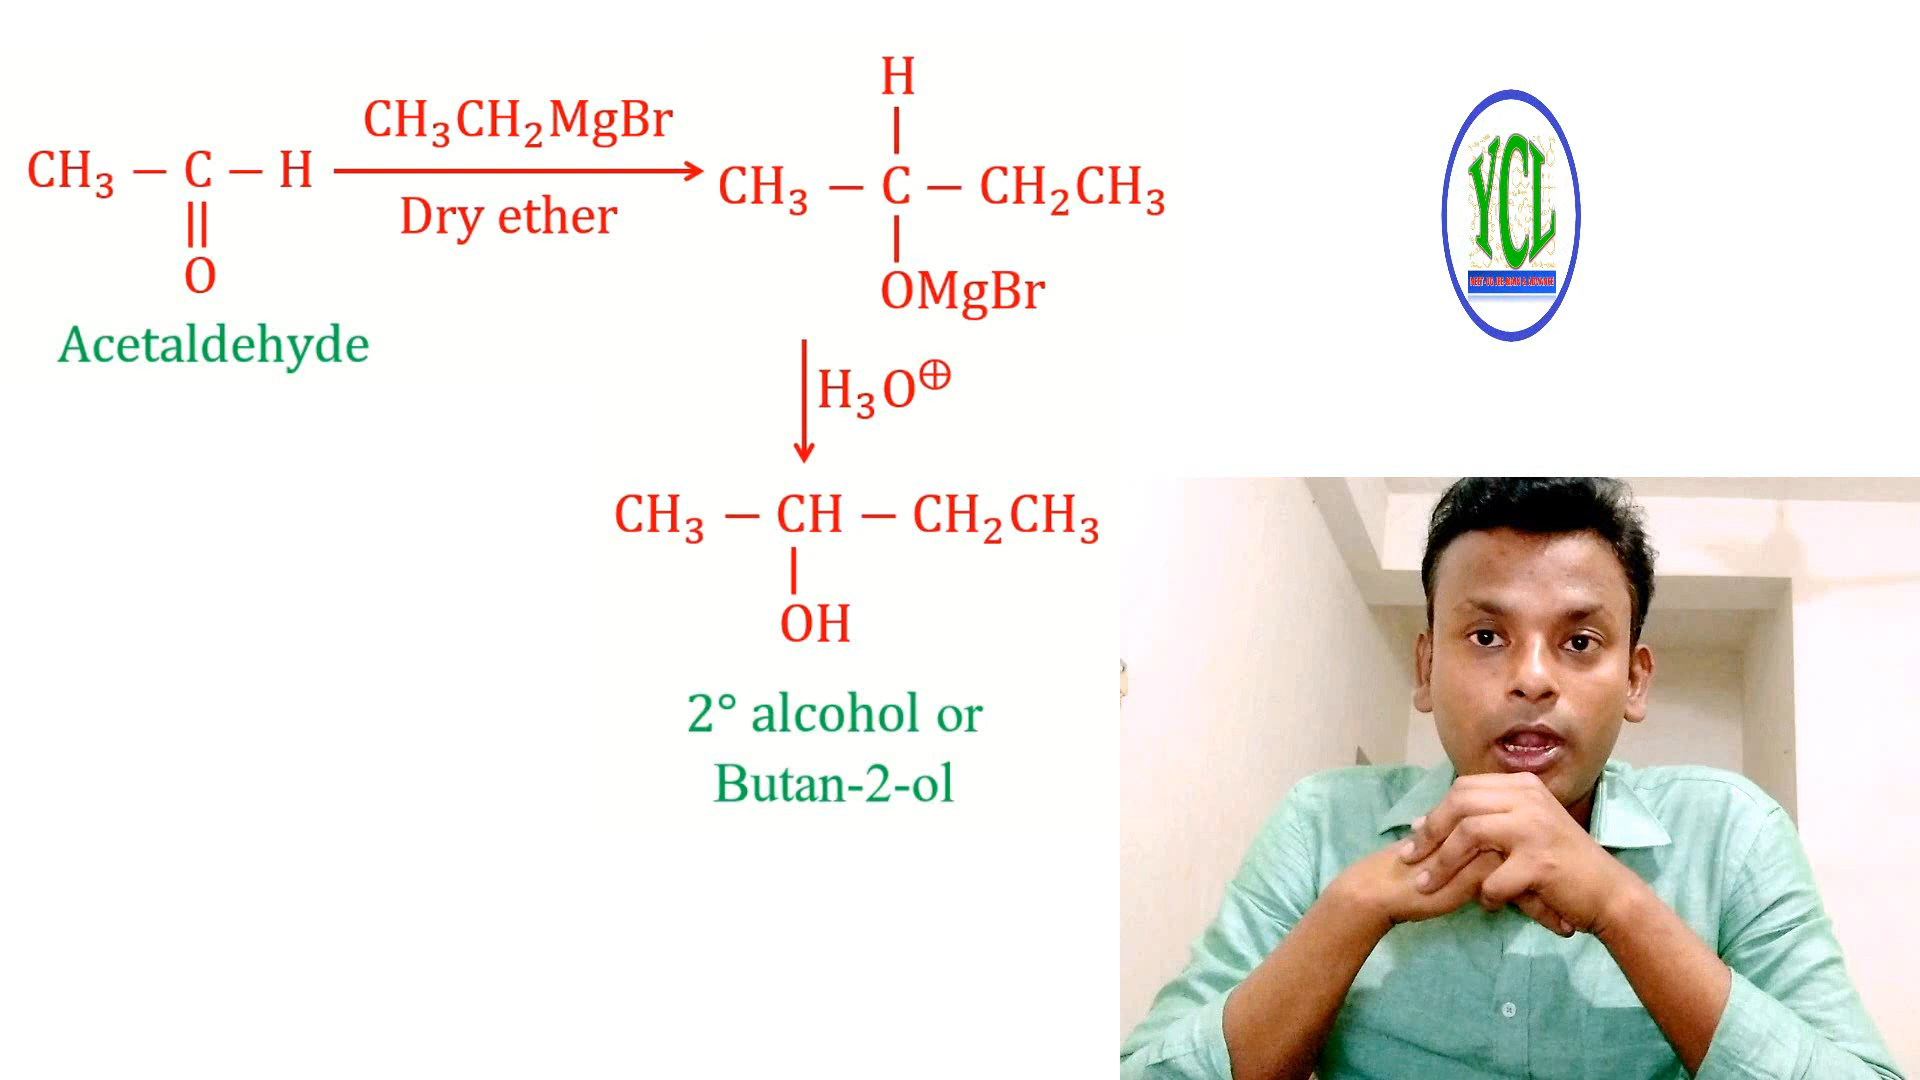 H
CH₃CH₂MgBr
CH₃ – C – H
CH₃ – C – CH₂CH₃
Dry ether
O
OMgBr
Acetaldehyde
H₃O⊕
CH₃ – CH – CH₂CH₃
OH
2° alcohol or
Butan-2-ol
YCL